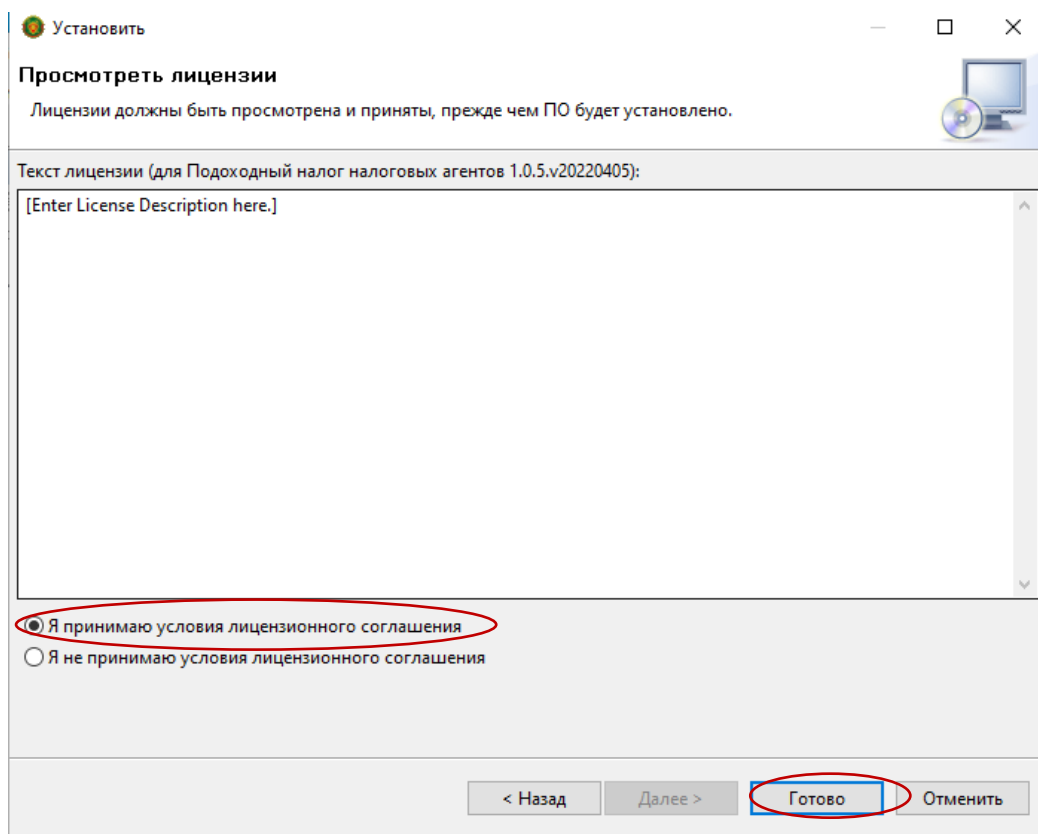 Установить
Просмотреть лицензии
Лицензии должны быть просмотрена и приняты, прежде чем ПО будет установлено.
Текст лицензии (для Подоходный налог налоговых агентов 1.0.5.v20220405):
[Enter License Description here.]
Я принимаю условия лицензионного соглашения
Я не принимаю условия лицензионного соглашения
< Назад Далее > Готово Отменить